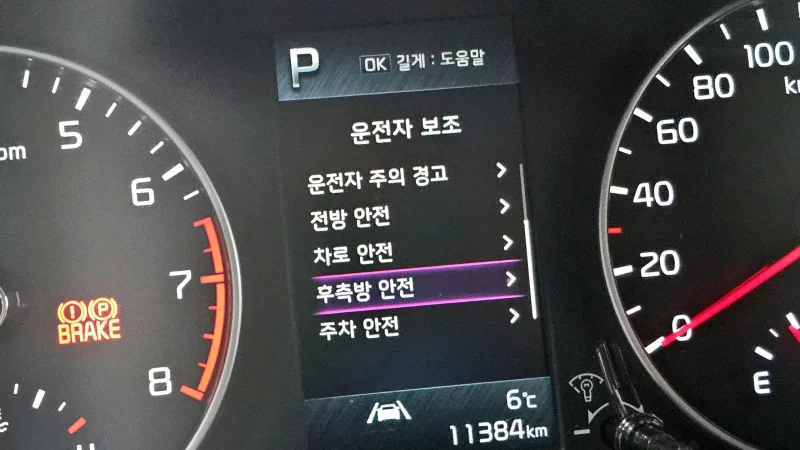 P
OK 길게 : 도움말
운전자 보조
운전자 주의 경고
전방 안전
차로 안전
후측방 안전
주차 안전
6℃
11384km
5
6
7
8
(!) (P)
BRAKE
100
80
60
40
20
0
E